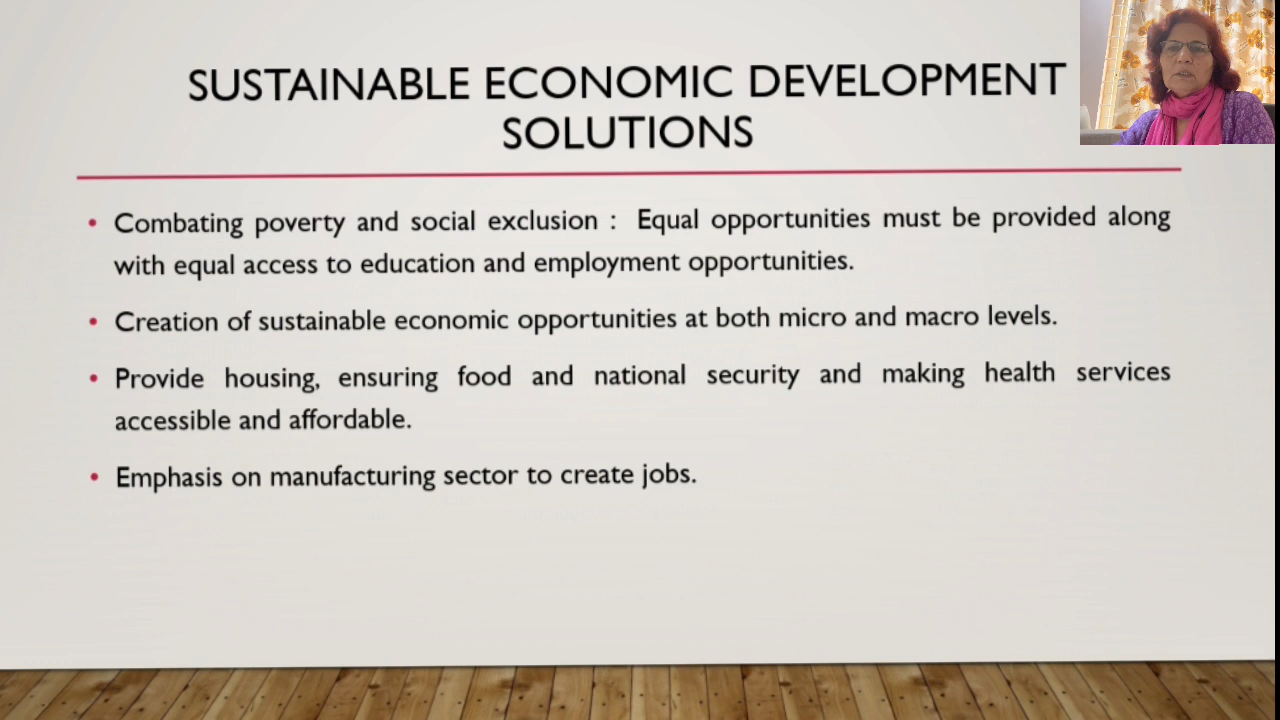 SUSTAINABLE ECONOMIC DEVELOPMENT
SOLUTIONS
• Combating poverty and social exclusion : Equal opportunities must be provided along
with equal access to education and employment opportunities.
• Creation of sustainable economic opportunities at both micro and macro levels.
• Provide housing, ensuring food and national security and making health services
accessible and affordable.
• Emphasis on manufacturing sector to create jobs.